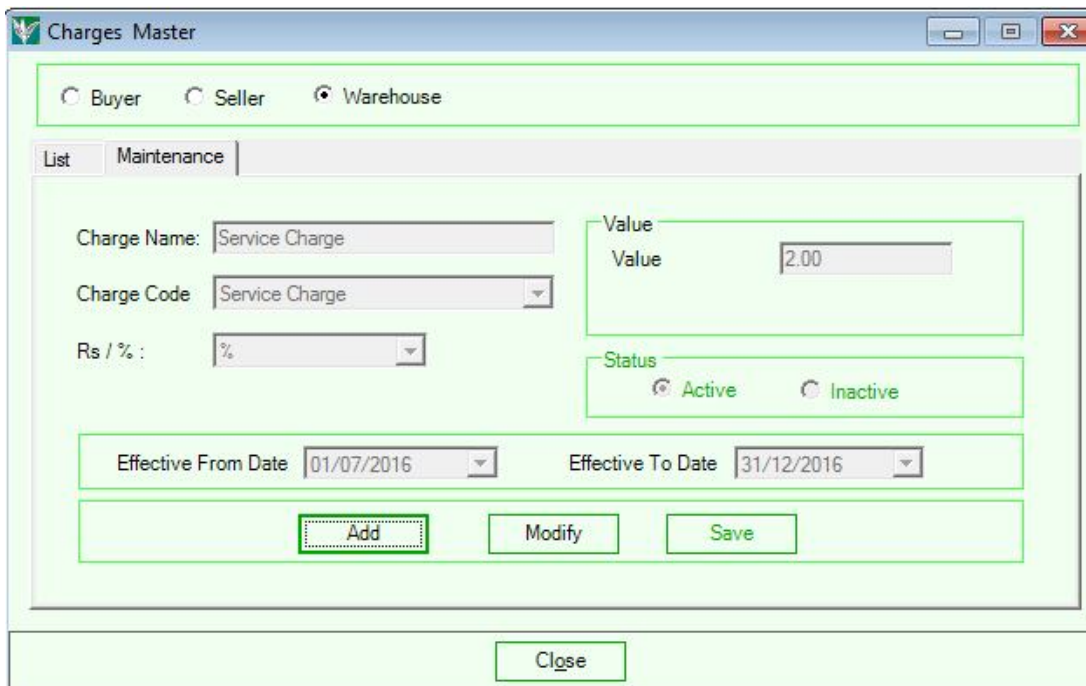 Charges Master
Buyer Seller Warehouse
List Maintenance
Charge Name: Service Charge
Value
Value 2.00
Charge Code Service Charge
Rs / % : %
Status
Active Inactive
Effective From Date 01/07/2016 Effective To Date 31/12/2016
Add Modify Save
Close